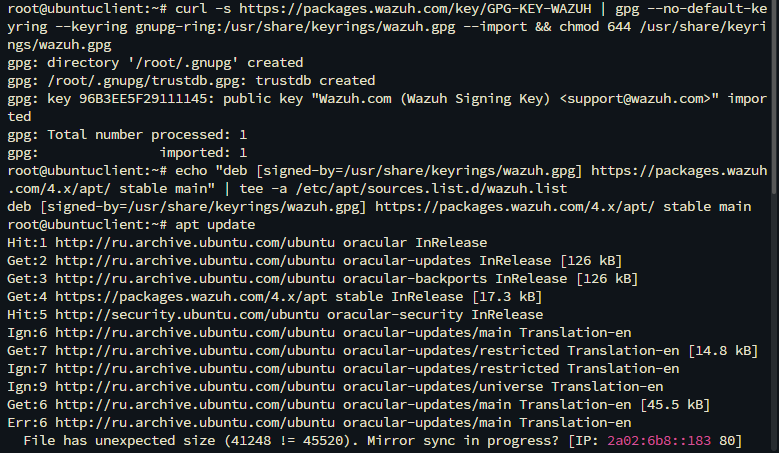 root@ubuntuclient:~# curl -s https://packages.wazuh.com/key/GPG-KEY-WAZUH | gpg --no-default-ke
yring --keyring gnupg-ring:/usr/share/keyrings/wazuh.gpg --import && chmod 644 /usr/share/keyri
ngs/wazuh.gpg
gpg: directory '/root/.gnupg' created
gpg: /root/.gnupg/trustdb.gpg: trustdb created
gpg: key 96B3EE5F29111145: public key "Wazuh.com (Wazuh Signing Key) <support@wazuh.com>" impor
ted
gpg: Total number processed: 1
gpg:               imported: 1
root@ubuntuclient:~# echo "deb [signed-by=/usr/share/keyrings/wazuh.gpg] https://packages.wazuh
.com/4.x/apt/ stable main" | tee -a /etc/apt/sources.list.d/wazuh.list
deb [signed-by=/usr/share/keyrings/wazuh.gpg] https://packages.wazuh.com/4.x/apt/ stable main
root@ubuntuclient:~# apt update
Hit:1 http://ru.archive.ubuntu.com/ubuntu oracular InRelease
Get:2 http://ru.archive.ubuntu.com/ubuntu oracular-updates InRelease [126 kB]
Get:3 http://ru.archive.ubuntu.com/ubuntu oracular-backports InRelease [126 kB]
Get:4 https://packages.wazuh.com/4.x/apt stable InRelease [17.3 kB]
Hit:5 http://security.ubuntu.com/ubuntu oracular-security InRelease
Ign:6 http://ru.archive.ubuntu.com/ubuntu oracular-updates/main Translation-en
Get:7 http://ru.archive.ubuntu.com/ubuntu oracular-updates/restricted Translation-en [14.8 kB]
Ign:7 http://ru.archive.ubuntu.com/ubuntu oracular-updates/restricted Translation-en
Ign:9 http://ru.archive.ubuntu.com/ubuntu oracular-updates/universe Translation-en
Get:6 http://ru.archive.ubuntu.com/ubuntu oracular-updates/main Translation-en [45.5 kB]
Err:6 http://ru.archive.ubuntu.com/ubuntu oracular-updates/main Translation-en
  File has unexpected size (41248 != 45520). Mirror sync in progress? [IP: 2a02:6b8::183 80]